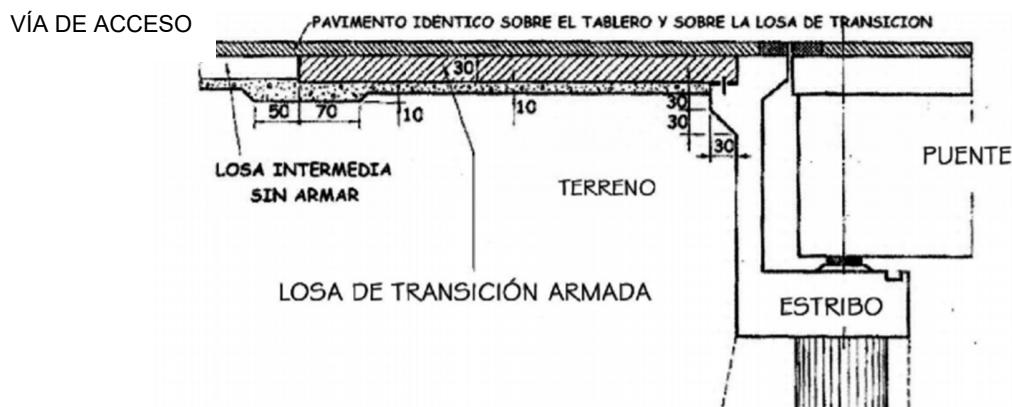 VÍA DE ACCESO
PAVIMENTO IDENTICO SOBRE EL TABLERO Y SOBRE LA LOSA DE TRANSICION
30
50
70
10
10
30
30
30
LOSA INTERMEDIA
SIN ARMAR
TERRENO
PUENTE
LOSA DE TRANSICIÓN ARMADA
ESTRIBO